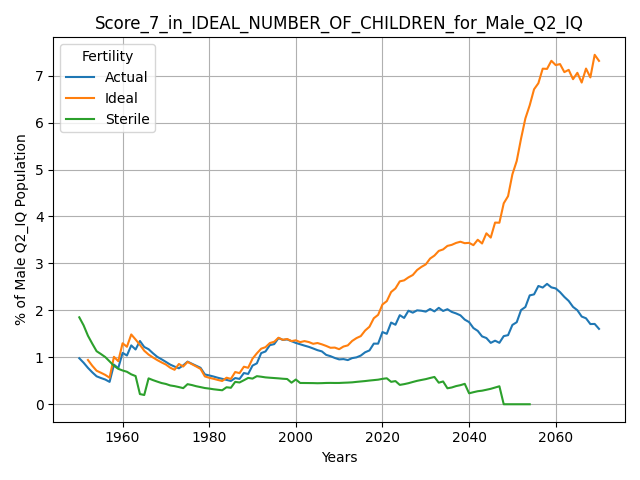 Score_7_in_IDEAL_NUMBER_OF_CHILDREN_for_Male_Q2_IQ
Fertility
Actual
Ideal
Sterile
% of Male Q2_IQ Population
7
6
5
4
3
2
1
0
1960 1980 2000 2020 2040 2060
Years